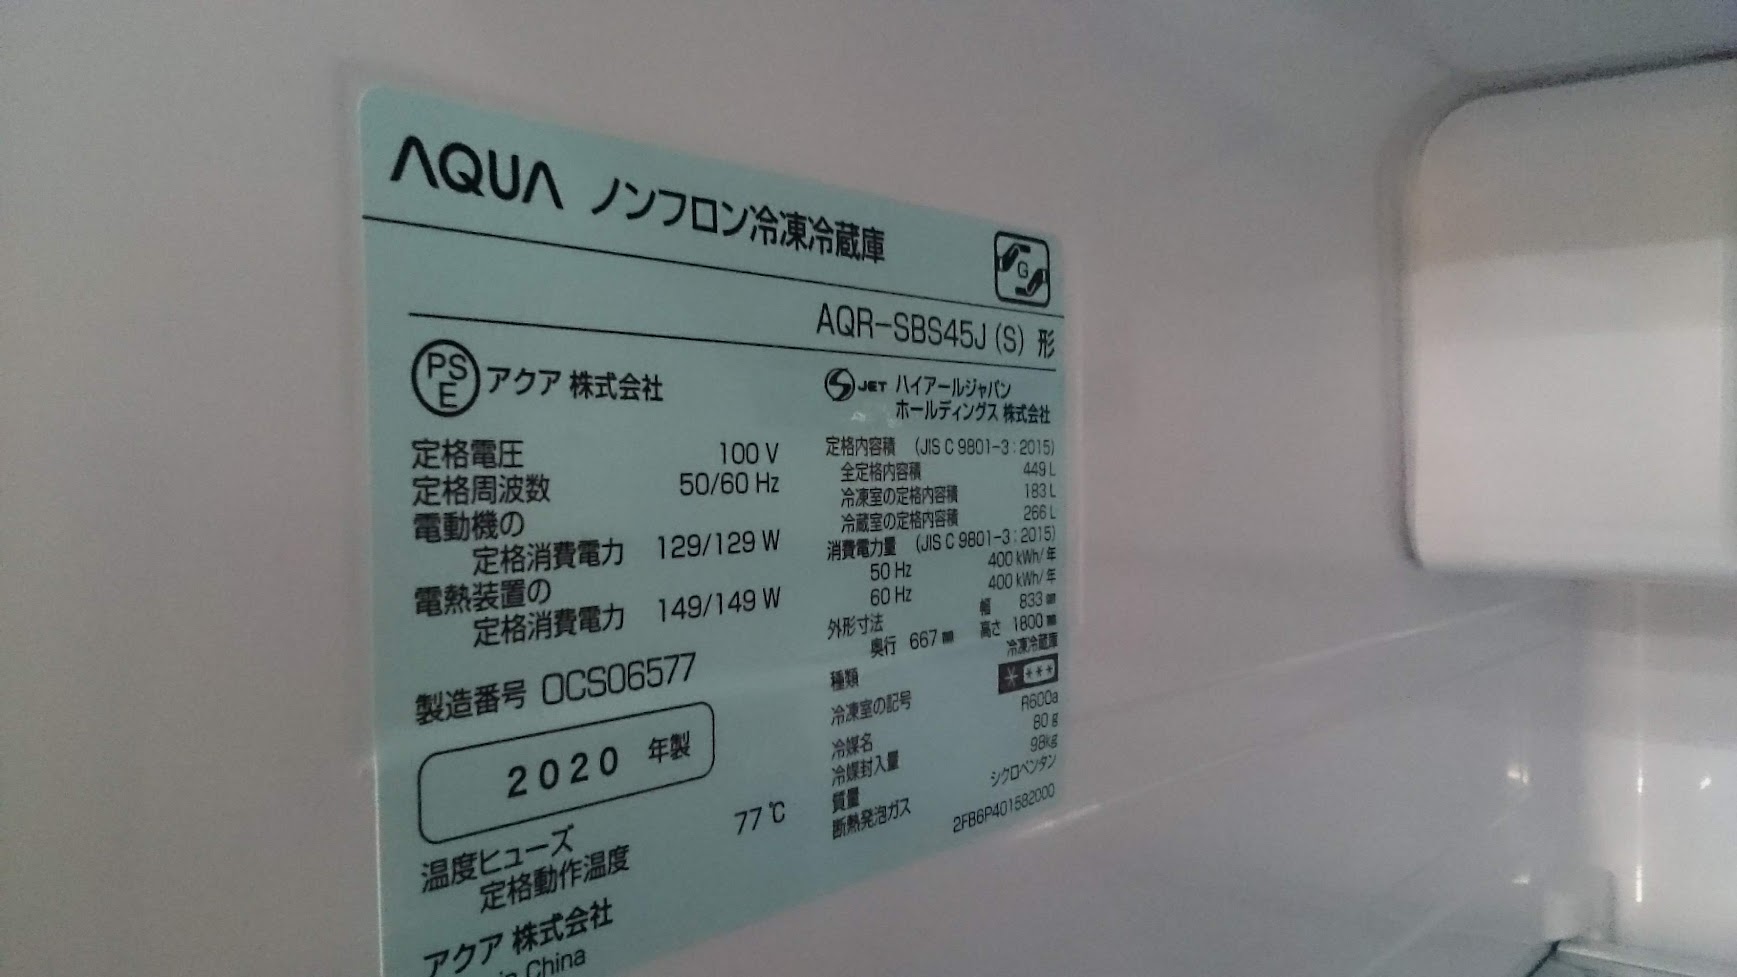 AQUA ノンフロン冷凍冷蔵庫
G
AQR-SBS45J (S) 形
PS
E
アクア 株式会社
定格電圧 100 V
定格周波数 50/60 Hz
電動機の
定格消費電力 129/129 W
電熱装置の
定格消費電力 149/149 W
製造番号 0CS06577
2020 年製
温度ヒューズ
定格動作温度 77℃
アクア 株式会社
China
JET ハイアールジャパン
ホールディングス 株式会社
定格内容積 (JIS C 9801-3:2015)
全定格内容積 449 L
冷凍室の定格内容積 183 L
冷蔵室の定格内容積 266 L
消費電力量 (JIS C 9801-3:2015)
50 Hz 400 kWh/年
60 Hz 400 kWh/年
外形寸法 幅 833 mm
奥行 667 mm 高さ 1800 mm
種類 冷凍冷蔵庫
冷凍室の記号 * ***
冷媒名 R600a
冷媒封入量 80 g
質量 98kg
断熱発泡ガス シクロペンタン
2FB6P401582000